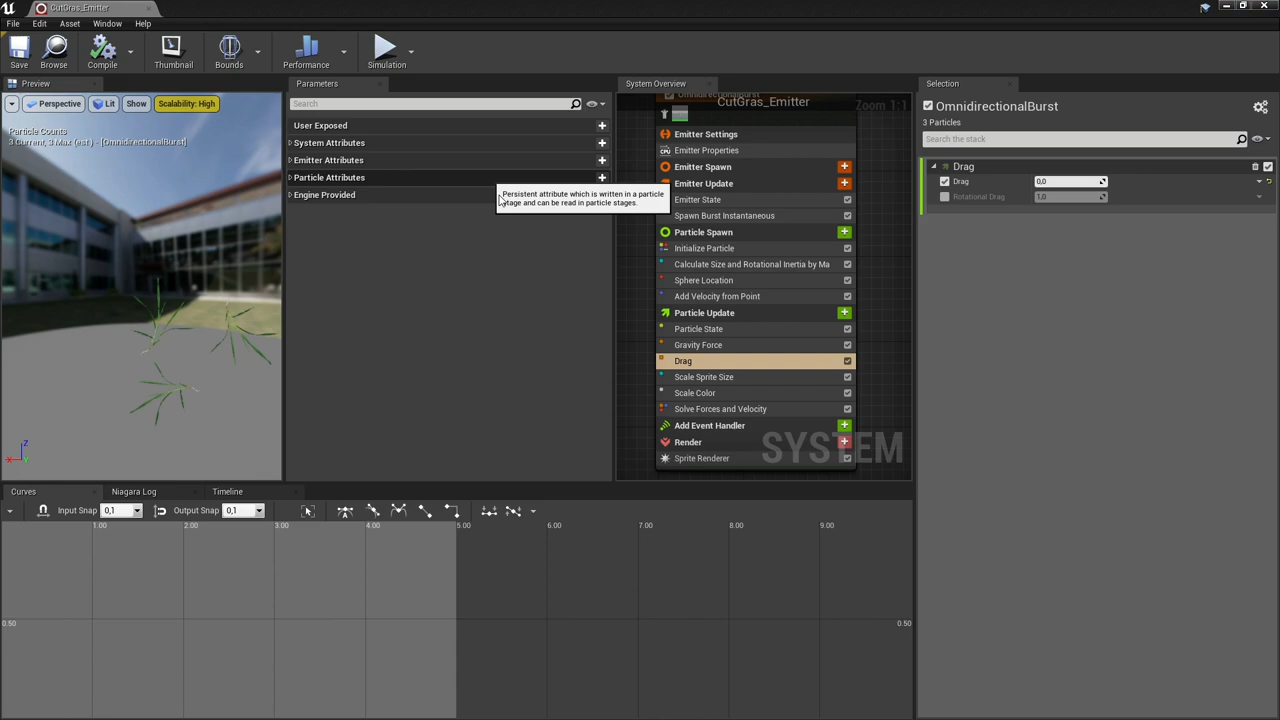 CutGras_Emitter
File Edit Asset Window Help
Save Browse Compile Thumbnail Bounds Performance Simulation
Preview
Perspective Lit Show Scalability: High
Particle Counts
3 Current, 3 Max (est.) - [OmnidirectionalBurst]
Z
X
Parameters
Search
User Exposed
System Attributes
Emitter Attributes
Particle Attributes
Engine Provided
Persistent attribute which is written in a particle
stage and can be read in particle stages.
System Overview
OmnidirectionalBurst
CutGras_Emitter
Zoom 1:1
Emitter Settings
CPU Emitter Properties
Emitter Spawn
Emitter Update
Emitter State
Spawn Burst Instantaneous
Particle Spawn
Initialize Particle
Calculate Size and Rotational Inertia by Ma
Sphere Location
Add Velocity from Point
Particle Update
Particle State
Gravity Force
Drag
Scale Sprite Size
Scale Color
Solve Forces and Velocity
Add Event Handler
Render
Sprite Renderer
SYSTEM
Selection
OmnidirectionalBurst
3 Particles
Search the stack
Drag
Drag 0,0
Rotational Drag 1,0
Curves Niagara Log Timeline
Input Snap 0,1 Output Snap 0,1
1.00 2.00 3.00 4.00 5.00 6.00 7.00 8.00 9.00
0.50 0.50